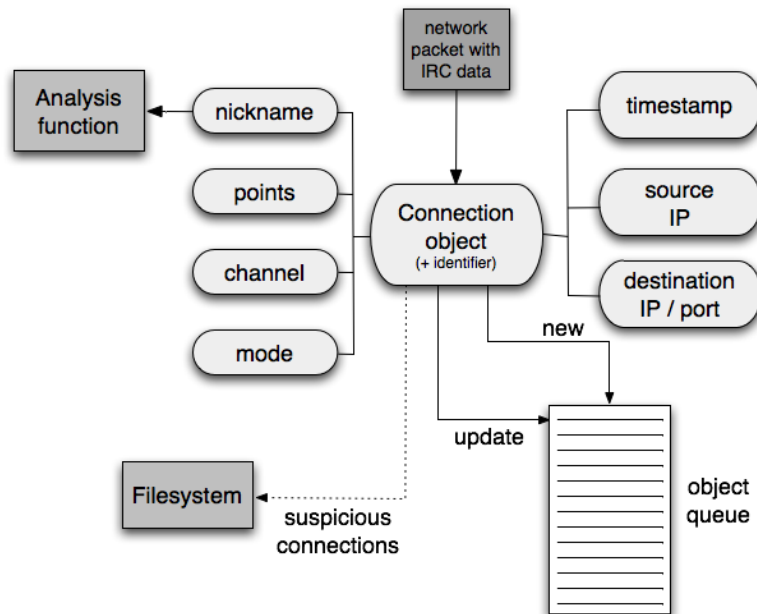 network
packet with
IRC data
Analysis
function
nickname
points
channel
mode
Connection
object
(+ identifier)
timestamp
source
IP
destination
IP / port
new
update
Filesystem
suspicious
connections
object
queue